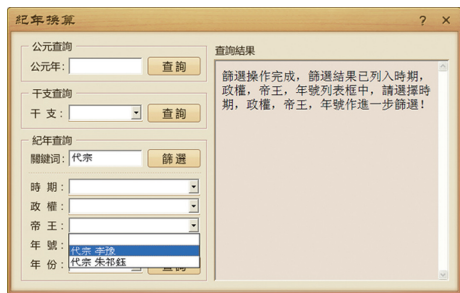 紀年換算
公元查詢
公元年:
查詢
干支查詢
干 支:
查詢
紀年查詢
關鍵词:
代宗
篩選
時 期:
政 權:
帝 王:
年 號:
代宗 李豫
代宗 朱祁鈺
年 份:
查詢
查詢結果
篩選操作完成，篩選結果已列入時期，
政權，帝王，年號列表框中，請選擇時
期，政權，帝王，年號作進一步篩選！